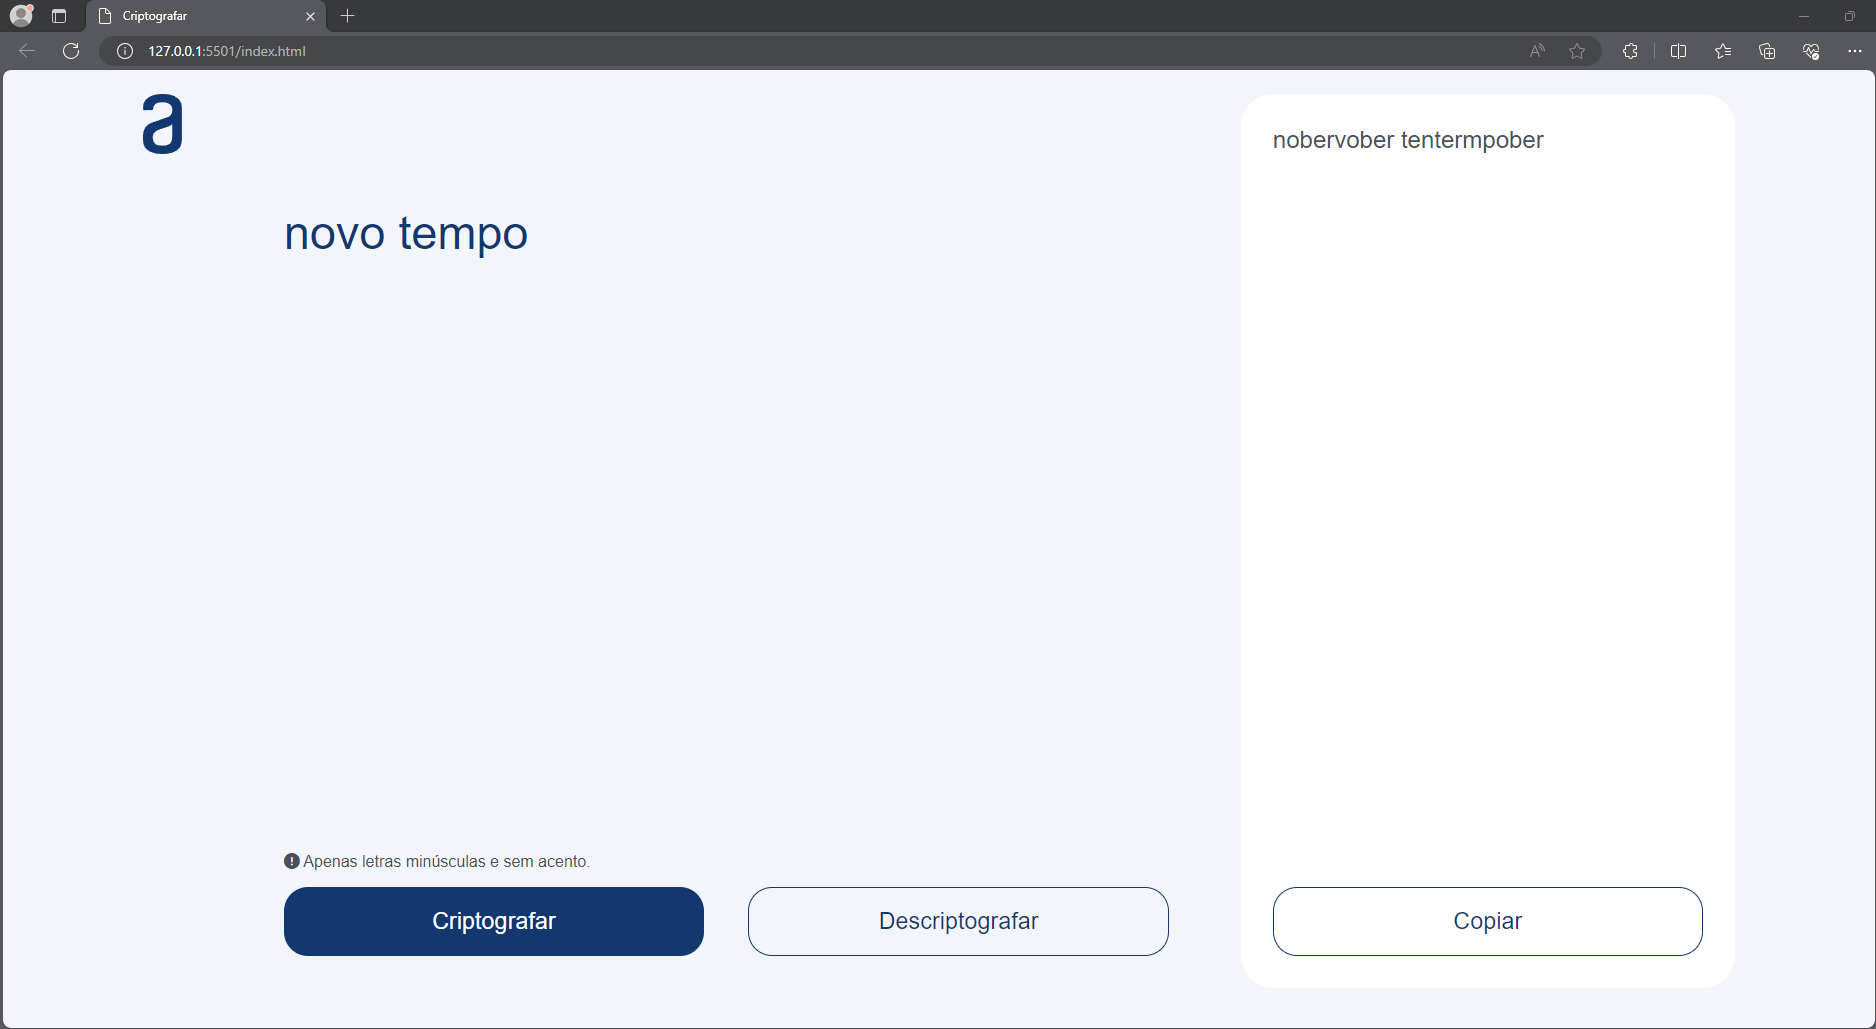 Criptografar
127.0.0.1:5501/index.html
a
nobervober tentermpober
novo tempo
Apenas letras minúsculas e sem acento.
Criptografar
Descriptografar
Copiar